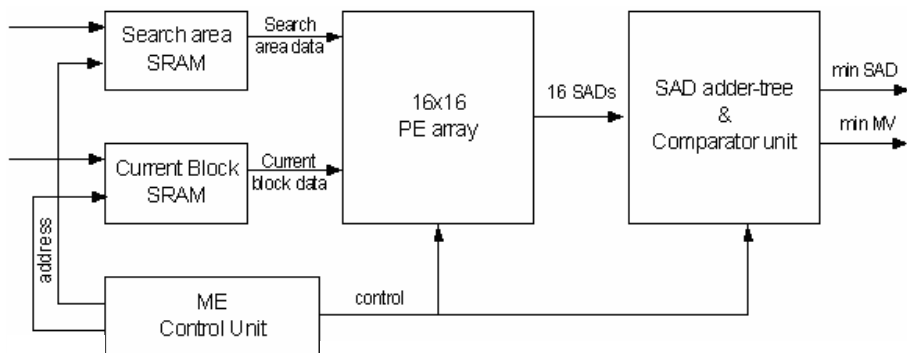 Search area
SRAM
Search
area data
16x16
PE array
16 SADs
SAD adder-tree
&
Comparator unit
min SAD
min MV
Current Block
SRAM
Current
block data
address
ME
Control Unit
control